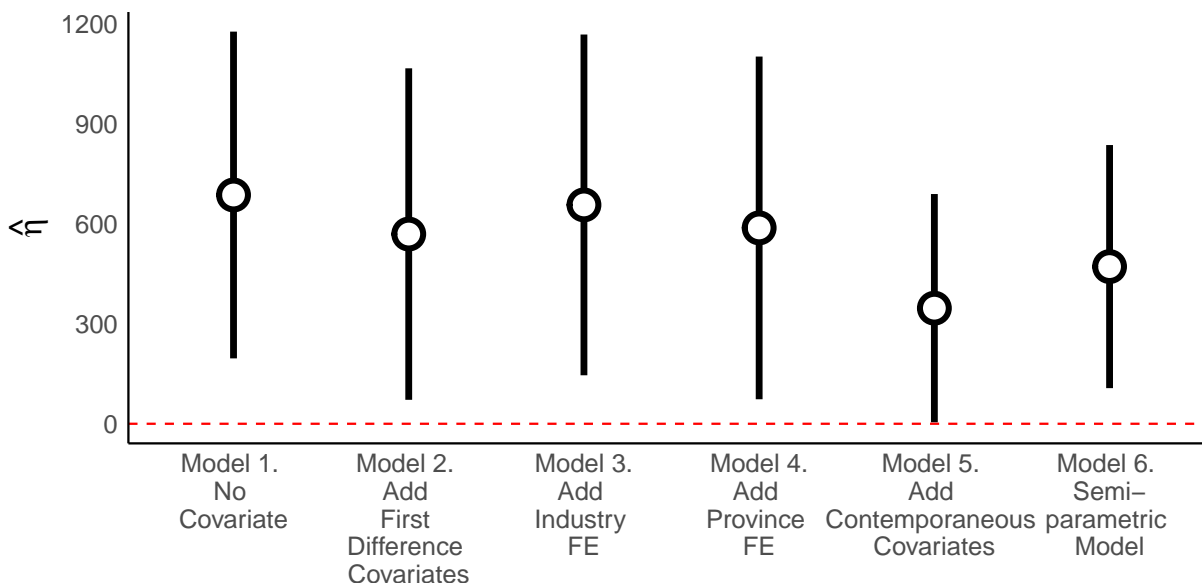 1200
900
600
300
0
η̂
Model 1.
No
Covariate
Model 2.
Add
First
Difference
Covariates
Model 3.
Add
Industry
FE
Model 4.
Add
Province
FE
Model 5.
Add
Contemporaneous
Covariates
Model 6.
Semi−
parametric
Model